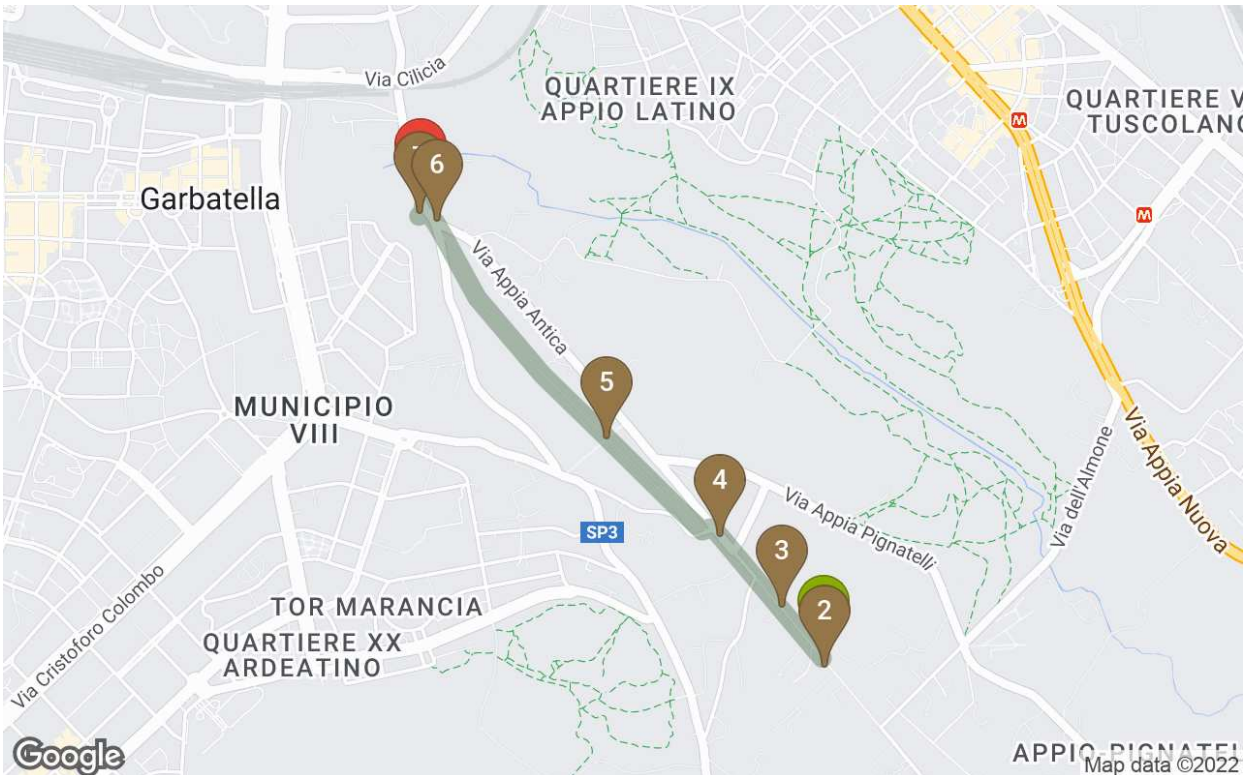 Via Cilicia
QUARTIERE IX
APPIO LATINO
QUARTIERE V
TUSCOLANO
M
6
Garbatella
M
Via Appia Antica
5
MUNICIPIO
VIII
Via Appia Nuova
Via dell'Almone
4
Via Appia Pignatelli
SP3
3
Via Cristoforo Colombo
TOR MARANCIA
2
QUARTIERE XX
ARDEATINO
APPIO-PIGNATEL
Google
Map data ©2022